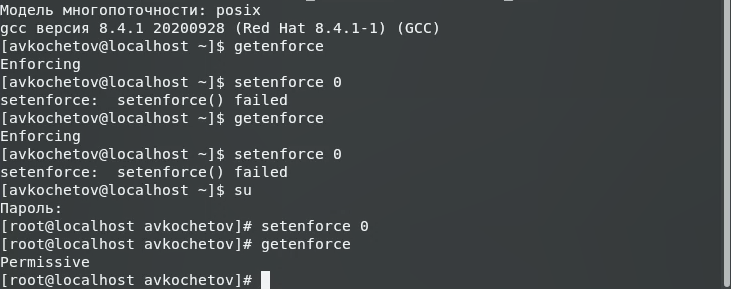 Модель многопоточности: posix
gcc версия 8.4.1 20200928 (Red Hat 8.4.1-1) (GCC)
[avkochetov@localhost ~]$ getenforce
Enforcing
[avkochetov@localhost ~]$ setenforce 0
setenforce:  setenforce() failed
[avkochetov@localhost ~]$ getenforce
Enforcing
[avkochetov@localhost ~]$ setenforce 0
setenforce:  setenforce() failed
[avkochetov@localhost ~]$ su
Пароль:
[root@localhost avkochetov]# setenforce 0
[root@localhost avkochetov]# getenforce
Permissive
[root@localhost avkochetov]#